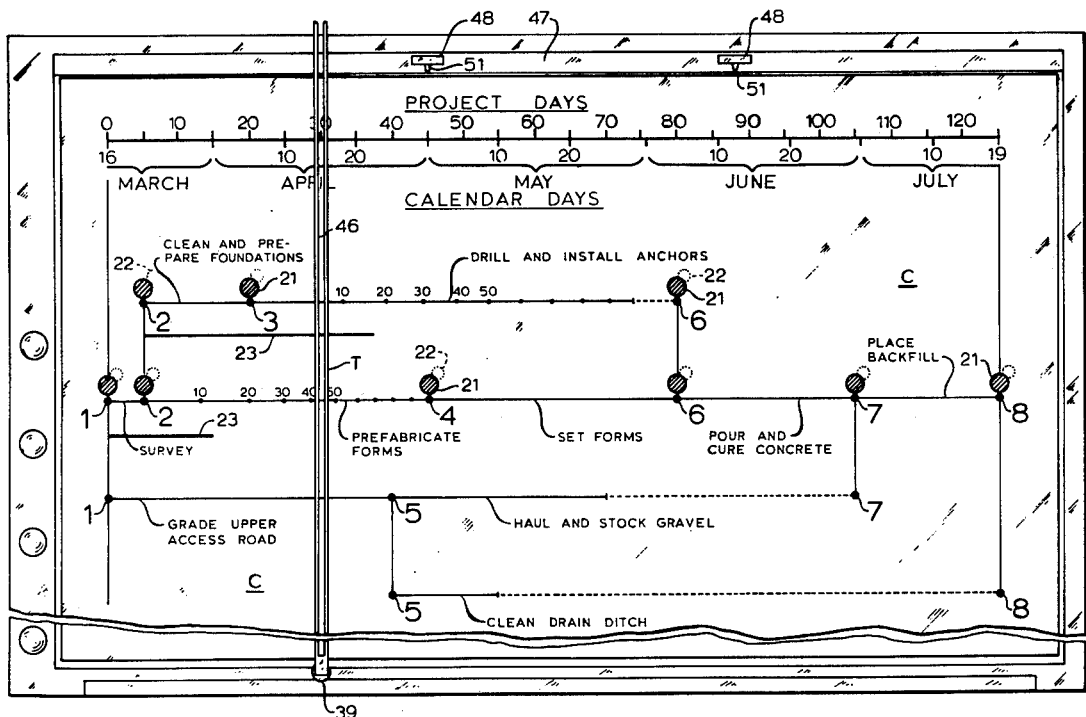 48 47 48
51 51
PROJECT DAYS
0 10 20 30 40 50 60 70 80 90 100 110 120
16 10 20 10 20 10 20 10 19
MARCH APRIL MAY JUNE JULY
CALENDAR DAYS
46
CLEAN AND PRE-
PARE FOUNDATIONS
DRILL AND INSTALL ANCHORS
22 21 22
21
C
10 20 30 40 50
2 3 6
23 T
PLACE
BACKFILL
22
21 21
10 20 30 40 50
1 2 4 6 7 8
23
SURVEY
PREFABRICATE
FORMS
SET FORMS
POUR AND
CURE CONCRETE
1 5 7
GRADE UPPER
ACCESS ROAD
HAUL AND STOCK GRAVEL
C
5 8
CLEAN DRAIN DITCH
39